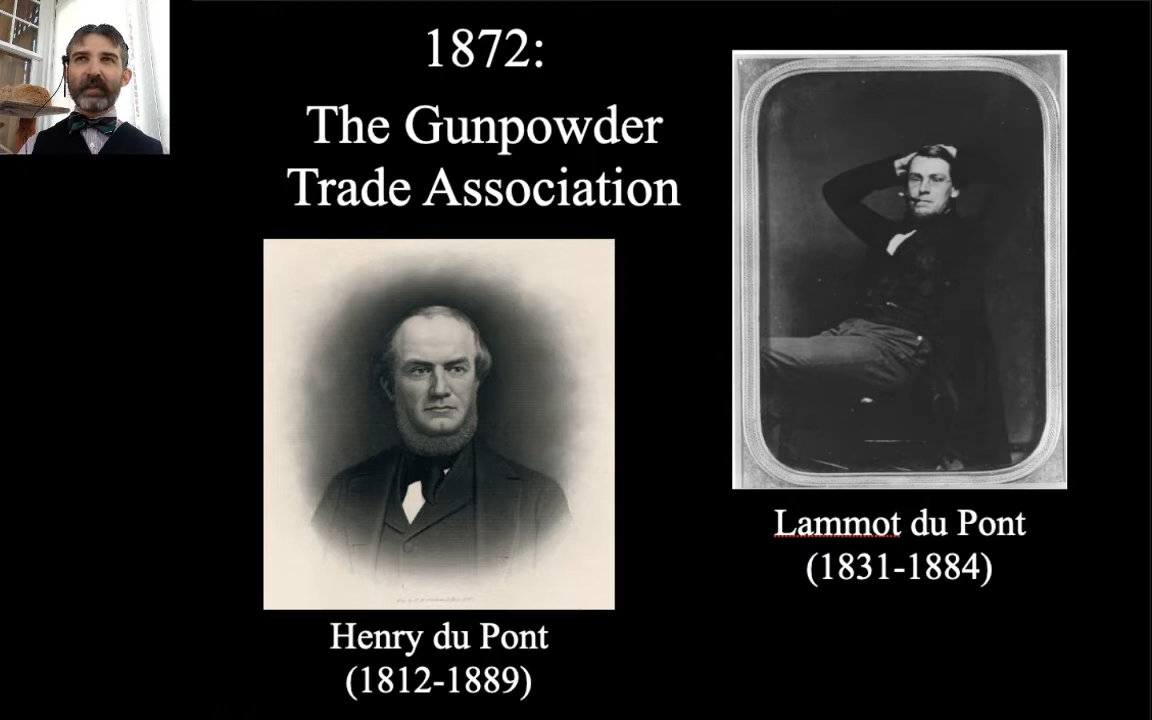 1872:
The Gunpowder
Trade Association
Henry du Pont
(1812-1889)
Lammot du Pont
(1831-1884)